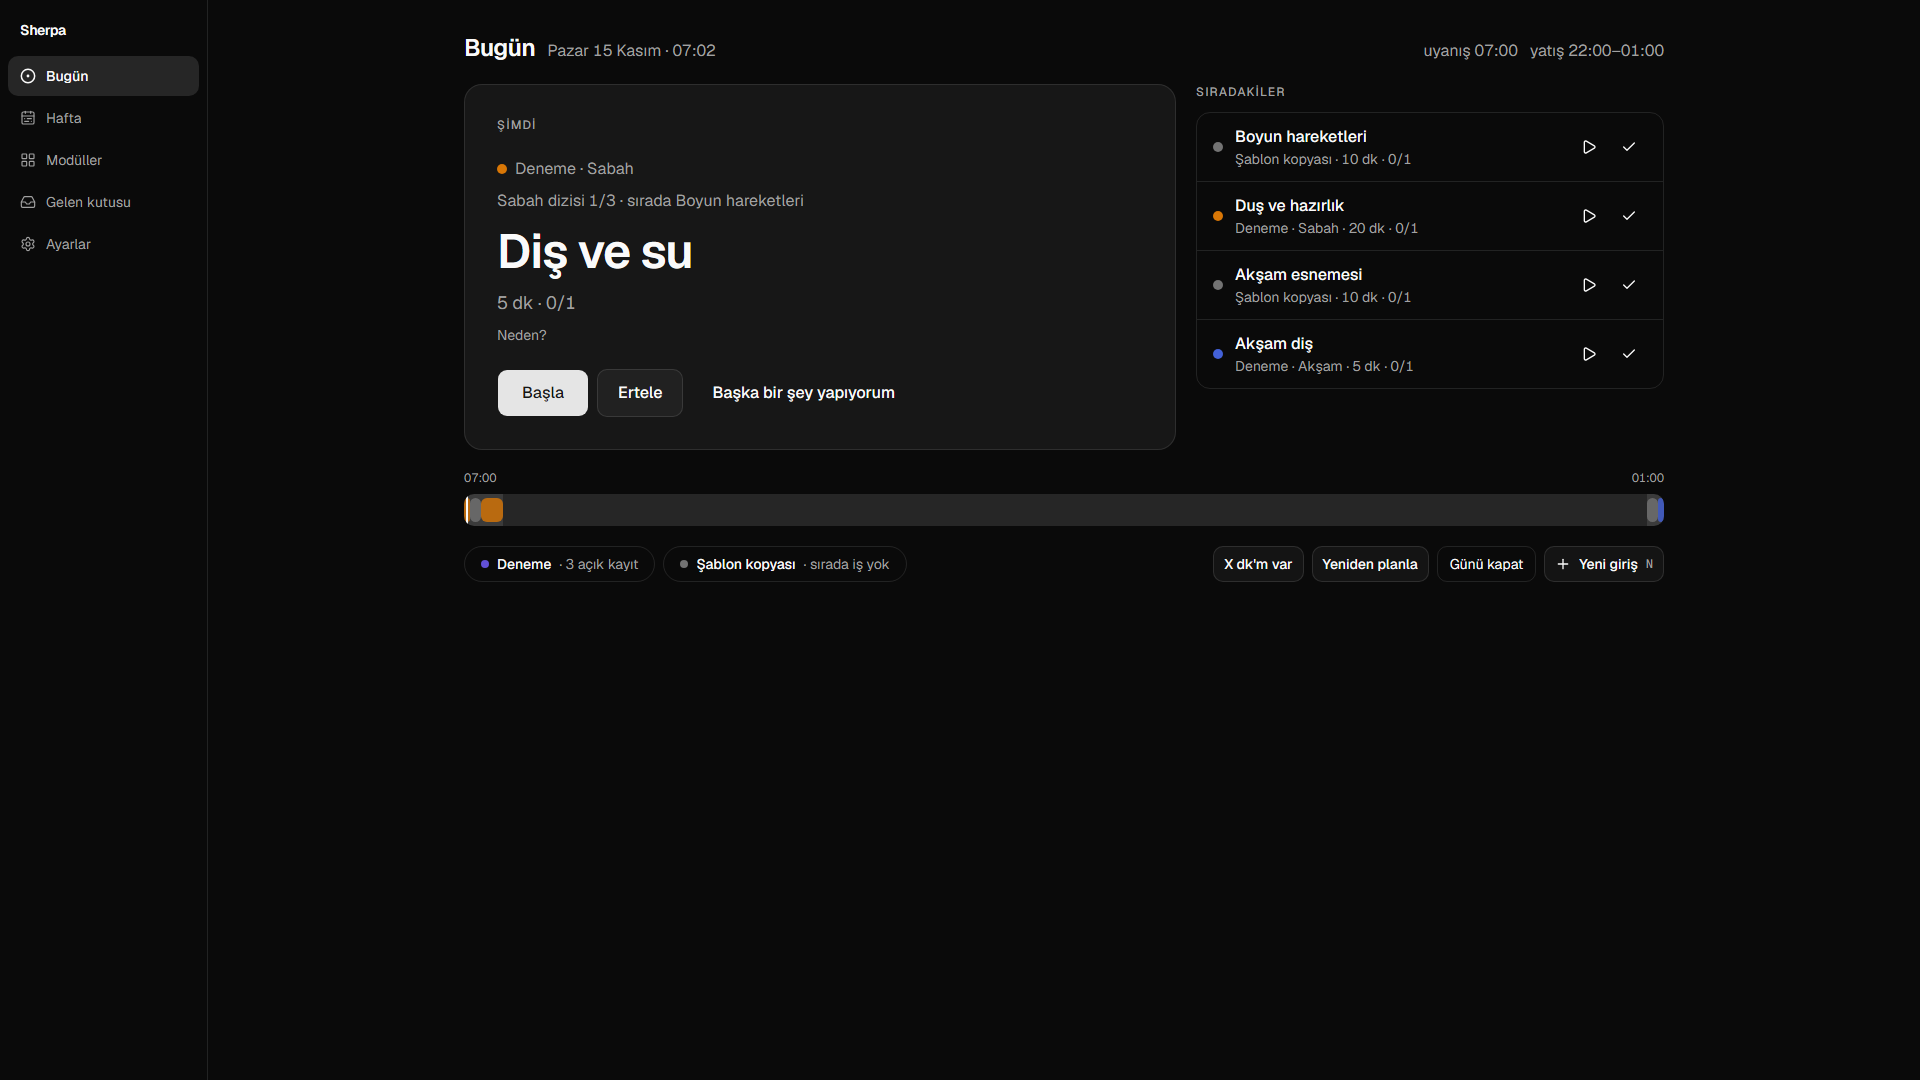 Sherpa
Bugün
Hafta
Modüller
Gelen kutusu
Ayarlar
Bugün Pazar 15 Kasım · 07:02
uyanış 07:00 yatış 22:00–01:00
ŞİMDİ
Deneme · Sabah
Sabah dizisi 1/3 · sırada Boyun hareketleri
Diş ve su
5 dk · 0/1
Neden?
Başla
Ertele
Başka bir şey yapıyorum
SIRADAKİLER
Boyun hareketleri
Şablon kopyası · 10 dk · 0/1
Duş ve hazırlık
Deneme · Sabah · 20 dk · 0/1
Akşam esnemesi
Şablon kopyası · 10 dk · 0/1
Akşam diş
Deneme · Akşam · 5 dk · 0/1
07:00
01:00
Deneme · 3 açık kayıt
Şablon kopyası · sırada iş yok
X dk'm var
Yeniden planla
Günü kapat
Yeni giriş N